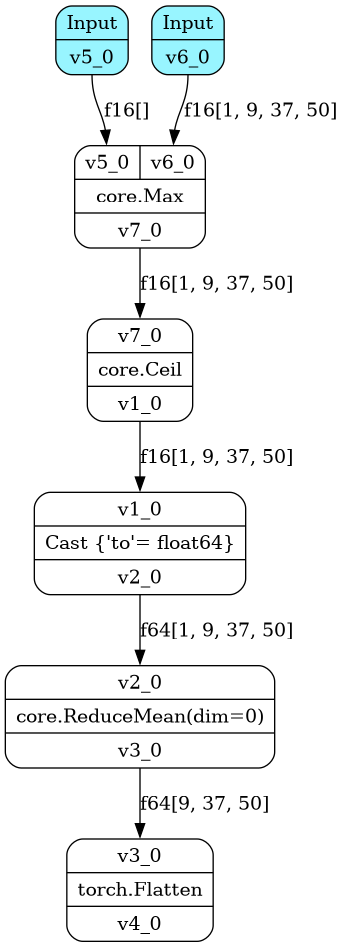 Input
v5_0
Input
v6_0
f16[]
f16[1, 9, 37, 50]
v5_0
v6_0
core.Max
v7_0
f16[1, 9, 37, 50]
v7_0
core.Ceil
v1_0
f16[1, 9, 37, 50]
v1_0
Cast {'to'= float64}
v2_0
f64[1, 9, 37, 50]
v2_0
core.ReduceMean(dim=0)
v3_0
f64[9, 37, 50]
v3_0
torch.Flatten
v4_0